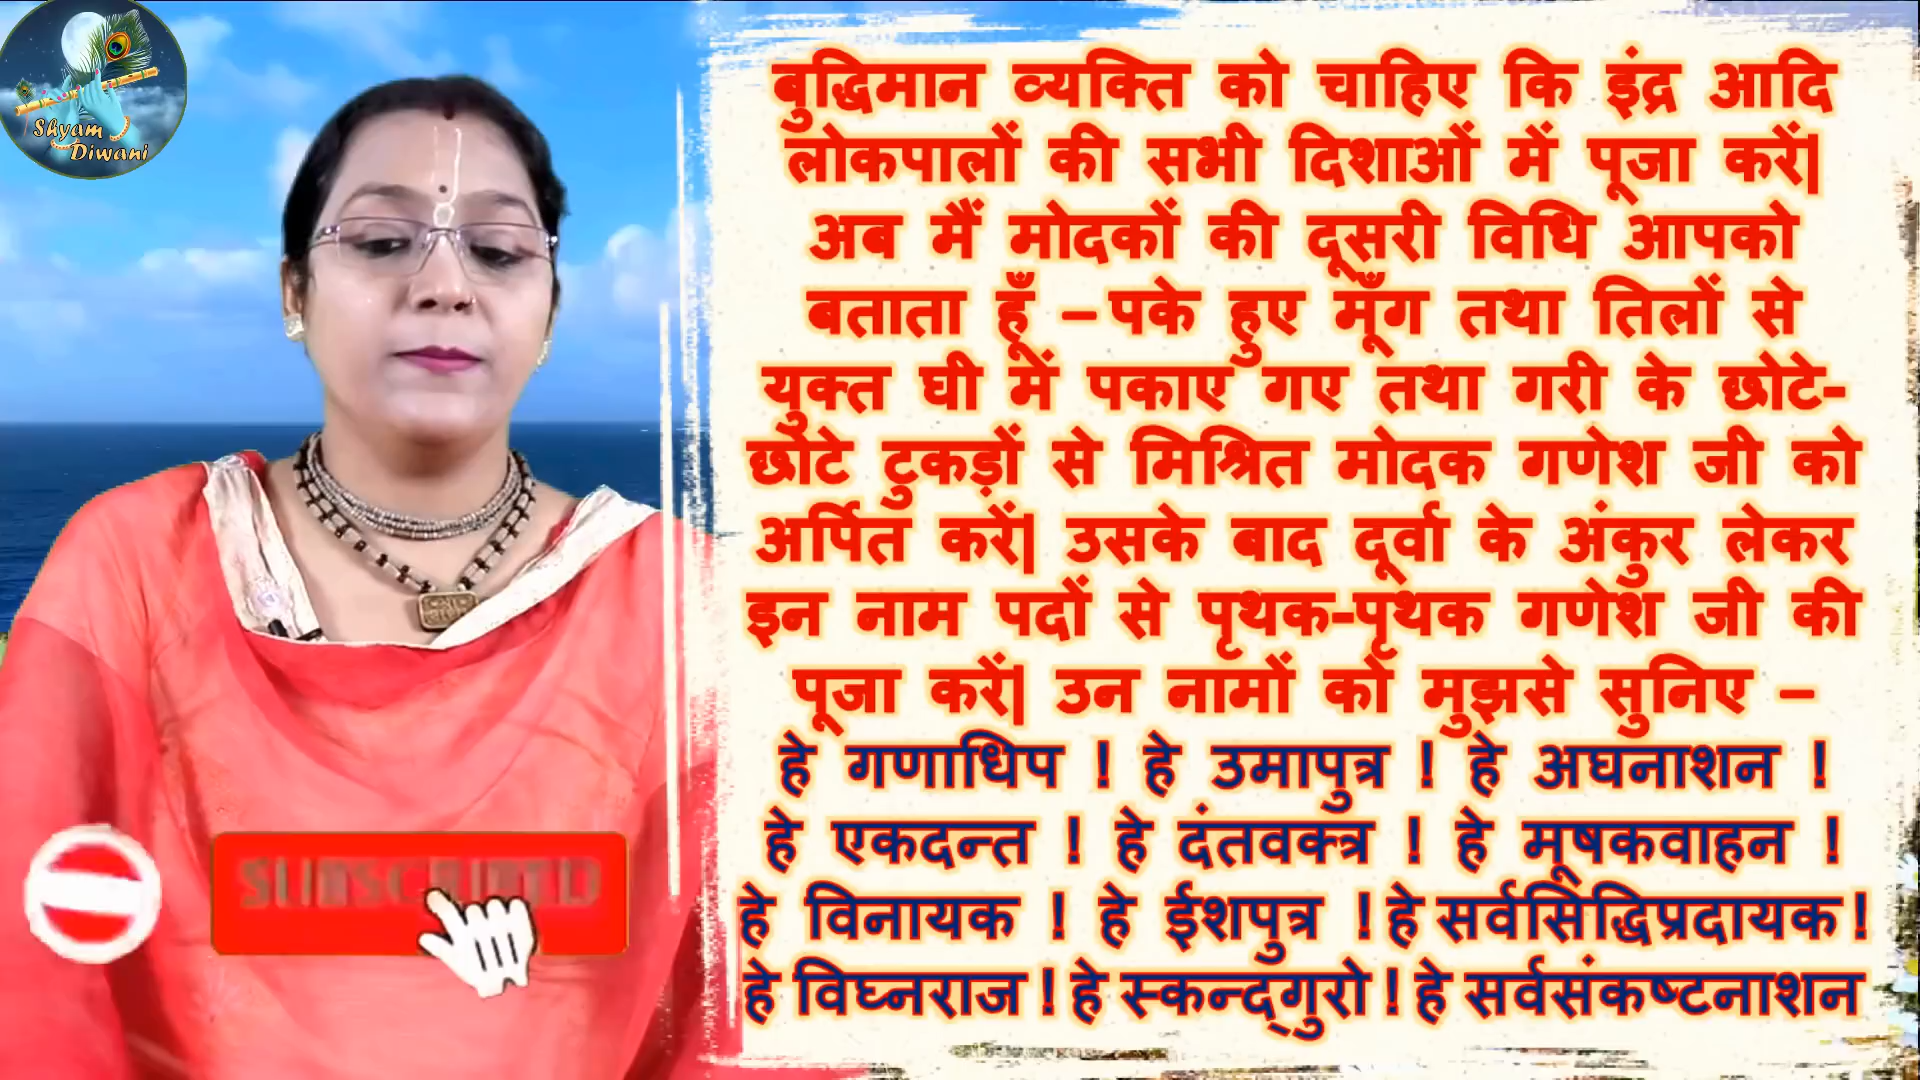 Shyam
Diwani
बुद्धिमान व्यक्ति को चाहिए कि इंद्र आदि
लोकपालों की सभी दिशाओं में पूजा करें|
अब मैं मोदकों की दूसरी विधि आपको
बताता हूँ – पके हुए मूँग तथा तिलों से
युक्त घी में पकाए गए तथा गरी के छोटे-
छोटे टुकड़ों से मिश्रित मोदक गणेश जी को
अर्पित करें| उसके बाद दूर्वा के अंकुर लेकर
इन नाम पदों से पृथक-पृथक गणेश जी की
पूजा करें| उन नामों को मुझसे सुनिए –
हे गणाधिप ! हे उमापुत्र ! हे अघनाशन !
हे एकदन्त ! हे दंतवक्त्र ! हे मूषकवाहन !
हे विनायक ! हे ईशपुत्र ! हे सर्वसिद्धिप्रदायक !
हे विघ्नराज ! हे स्कन्द्गुरो ! हे सर्वसंकष्टनाशन